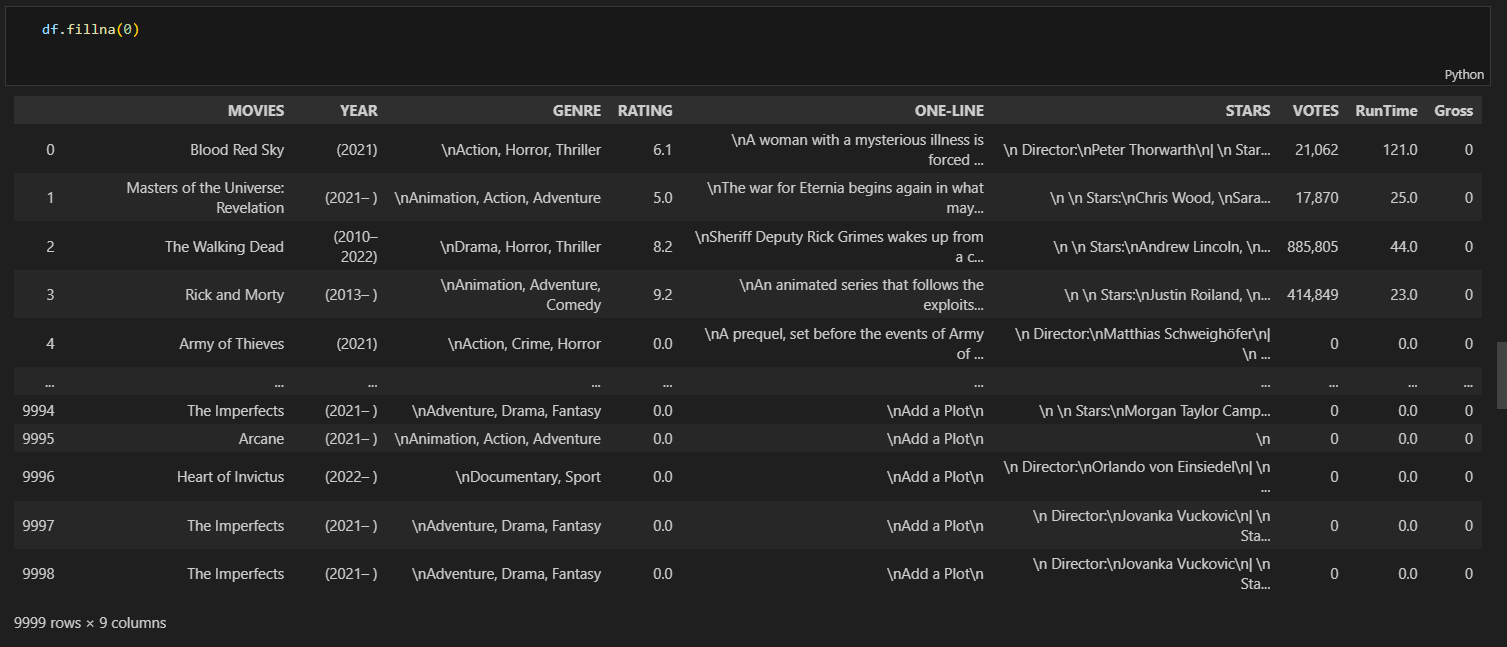 df.fillna(0)
Python
MOVIES YEAR GENRE RATING ONE-LINE STARS VOTES RunTime Gross
0 Blood Red Sky (2021) \nAction, Horror, Thriller 6.1 \nA woman with a mysterious illness is forced ... \n Director:\nPeter Thorwarth\n| \n Star... 21,062 121.0 0
1 Masters of the Universe: Revelation (2021– ) \nAnimation, Action, Adventure 5.0 \nThe war for Eternia begins again in what may... \n \n Stars:\nChris Wood, \nSara... 17,870 25.0 0
2 The Walking Dead (2010–2022) \nDrama, Horror, Thriller 8.2 \nSheriff Deputy Rick Grimes wakes up from a c... \n \n Stars:\nAndrew Lincoln, \n... 885,805 44.0 0
3 Rick and Morty (2013– ) \nAnimation, Adventure, Comedy 9.2 \nAn animated series that follows the exploits... \n \n Stars:\nJustin Roiland, \n... 414,849 23.0 0
4 Army of Thieves (2021) \nAction, Crime, Horror 0.0 \nA prequel, set before the events of Army of ... \n Director:\nMatthias Schweighöfer\n| \n ... 0 0.0 0
... ... ... ... ... ... ... ... ... ...
9994 The Imperfects (2021– ) \nAdventure, Drama, Fantasy 0.0 \nAdd a Plot\n \n \n Stars:\nMorgan Taylor Camp... 0 0.0 0
9995 Arcane (2021– ) \nAnimation, Action, Adventure 0.0 \nAdd a Plot\n \n 0 0.0 0
9996 Heart of Invictus (2022– ) \nDocumentary, Sport 0.0 \nAdd a Plot\n \n Director:\nOrlando von Einsiedel\n| \n ... 0 0.0 0
9997 The Imperfects (2021– ) \nAdventure, Drama, Fantasy 0.0 \nAdd a Plot\n \n Director:\nJovanka Vuckovic\n| \n Sta... 0 0.0 0
9998 The Imperfects (2021– ) \nAdventure, Drama, Fantasy 0.0 \nAdd a Plot\n \n Director:\nJovanka Vuckovic\n| \n Sta... 0 0.0 0
9999 rows × 9 columns